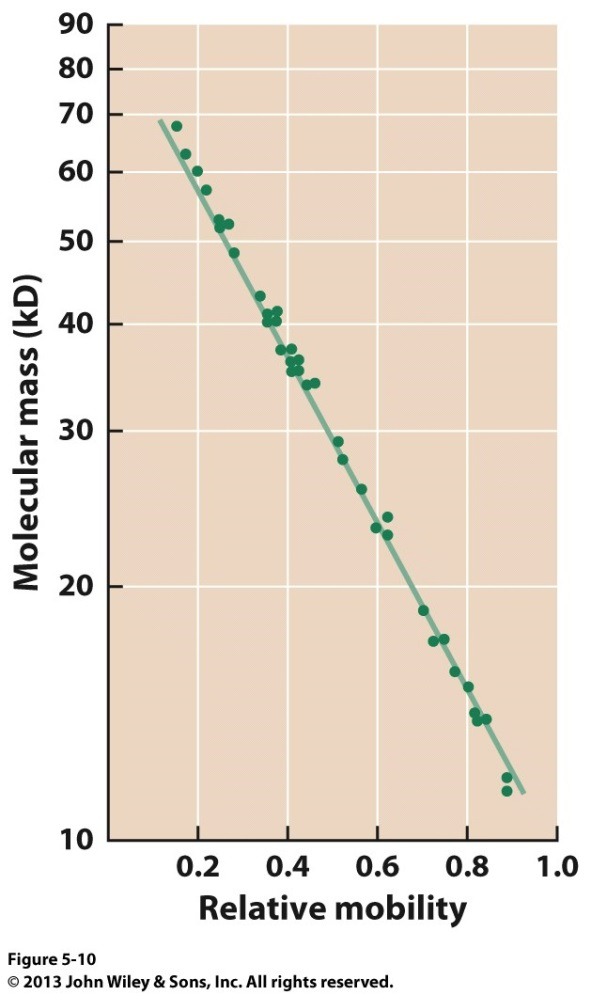 90
80
70
60
50
40
30
20
10
Molecular mass (kD)
0.2 0.4 0.6 0.8 1.0
Relative mobility
Figure 5-10
© 2013 John Wiley & Sons, Inc. All rights reserved.